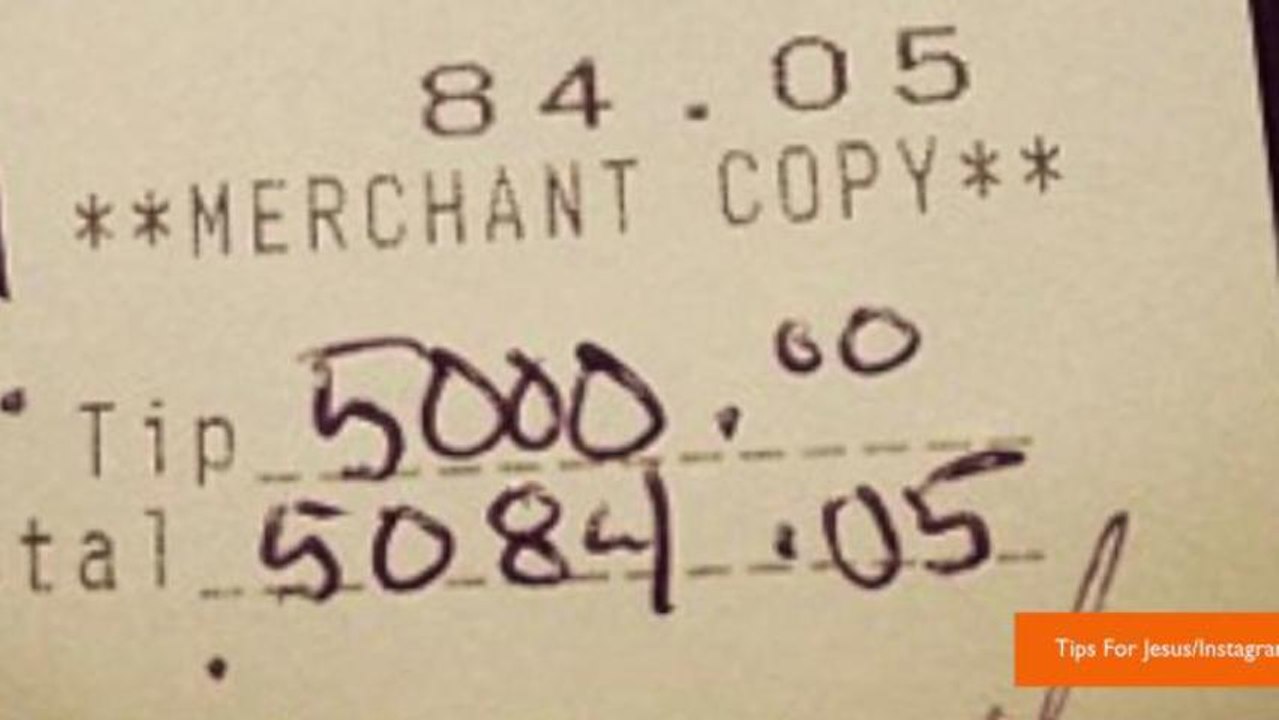 84.05
**MERCHANT COPY**
Tip 5000.00
tal 5084.05
Tips For Jesus/Instagram